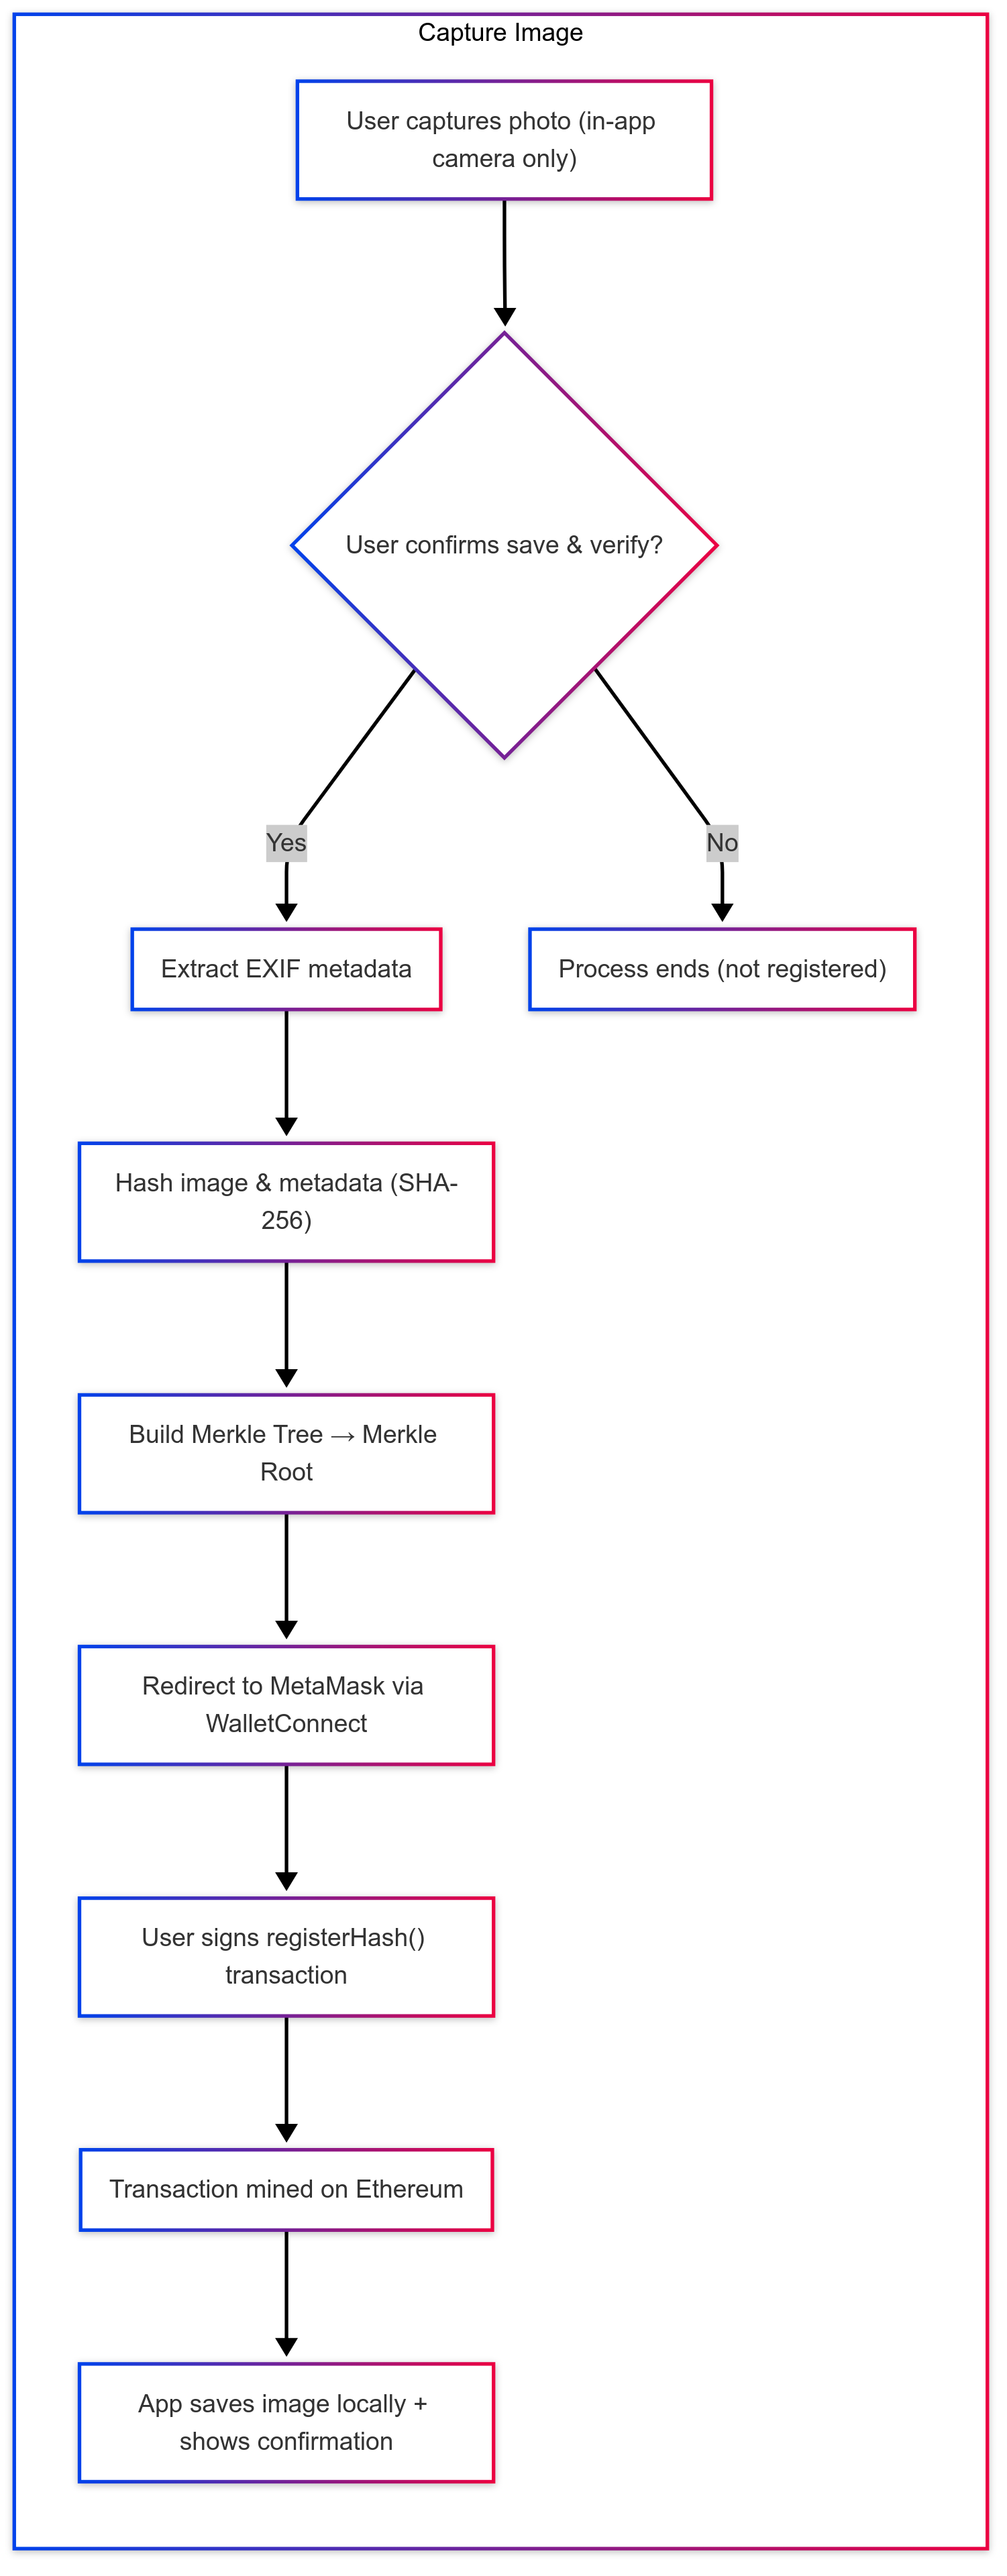 Capture Image
User captures photo (in-app
camera only)
User confirms save & verify?
Yes
No
Extract EXIF metadata
Process ends (not registered)
Hash image & metadata (SHA-
256)
Build Merkle Tree → Merkle
Root
Redirect to MetaMask via
WalletConnect
User signs registerHash()
transaction
Transaction mined on Ethereum
App saves image locally +
shows confirmation